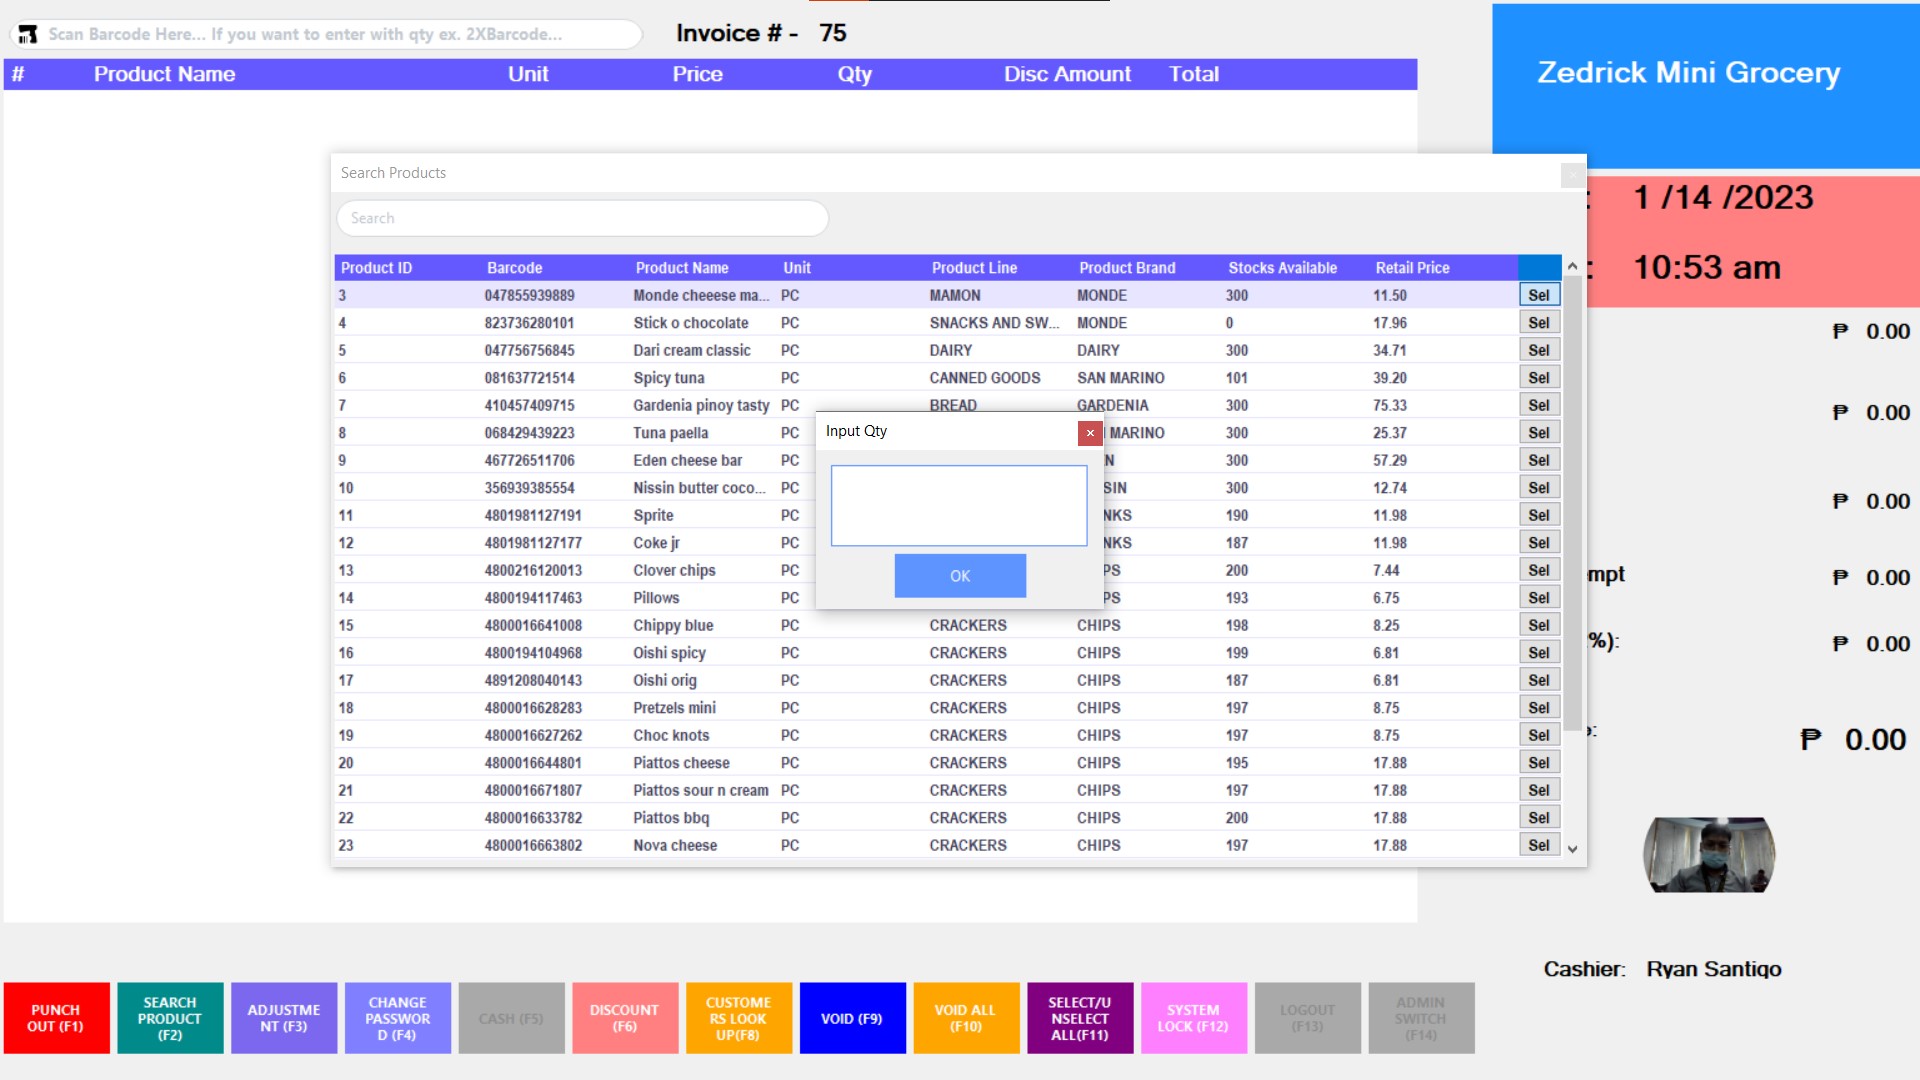 Scan Barcode Here... If you want to enter with qty ex. 2XBarcode...
Invoice # - 75
# Product Name Unit Price Qty Disc Amount Total
Zedrick Mini Grocery
: 1 /14 /2023
: 10:53 am
Search Products
Search
Product ID Barcode Product Name Unit Product Line Product Brand Stocks Available Retail Price
3 047855939889 Monde cheeese ma... PC MAMON MONDE 300 11.50 Sel
4 823736280101 Stick o chocolate PC SNACKS AND SW... MONDE 0 17.96 Sel
5 047756756845 Dari cream classic PC DAIRY DAIRY 300 34.71 Sel
6 081637721514 Spicy tuna PC CANNED GOODS SAN MARINO 101 39.20 Sel
7 410457409715 Gardenia pinoy tasty PC BREAD GARDENIA 300 75.33 Sel
8 068429439223 Tuna paella PC MARINO 300 25.37 Sel
9 467726511706 Eden cheese bar PC N 300 57.29 Sel
10 356939385554 Nissin butter coco... PC SIN 300 12.74 Sel
11 4801981127191 Sprite PC NKS 190 11.98 Sel
12 4801981127177 Coke jr PC NKS 187 11.98 Sel
13 4800216120013 Clover chips PC PS 200 7.44 Sel
14 4800194117463 Pillows PC PS 193 6.75 Sel
15 4800016641008 Chippy blue PC CRACKERS CHIPS 198 8.25 Sel
16 4800194104968 Oishi spicy PC CRACKERS CHIPS 199 6.81 Sel
17 4891208040143 Oishi orig PC CRACKERS CHIPS 187 6.81 Sel
18 4800016628283 Pretzels mini PC CRACKERS CHIPS 197 8.75 Sel
19 4800016627262 Choc knots PC CRACKERS CHIPS 197 8.75 Sel
20 4800016644801 Piattos cheese PC CRACKERS CHIPS 195 17.88 Sel
21 4800016671807 Piattos sour n cream PC CRACKERS CHIPS 197 17.88 Sel
22 4800016633782 Piattos bbq PC CRACKERS CHIPS 200 17.88 Sel
23 4800016663802 Nova cheese PC CRACKERS CHIPS 197 17.88 Sel
Input Qty
OK
₱ 0.00
₱ 0.00
₱ 0.00
mpt ₱ 0.00
%): ₱ 0.00
: ₱ 0.00
Cashier: Ryan Santiqo
PUNCH
OUT (F1)
SEARCH
PRODUCT
(F2)
ADJUSTME
NT (F3)
CHANGE
PASSWOR
D (F4)
CASH (F5)
DISCOUNT
(F6)
CUSTOME
RS LOOK
UP(F8)
VOID (F9)
VOID ALL
(F10)
SELECT/U
NSELECT
ALL(F11)
SYSTEM
LOCK (F12)
LOGOUT
(F13)
ADMIN
SWITCH
(F14)